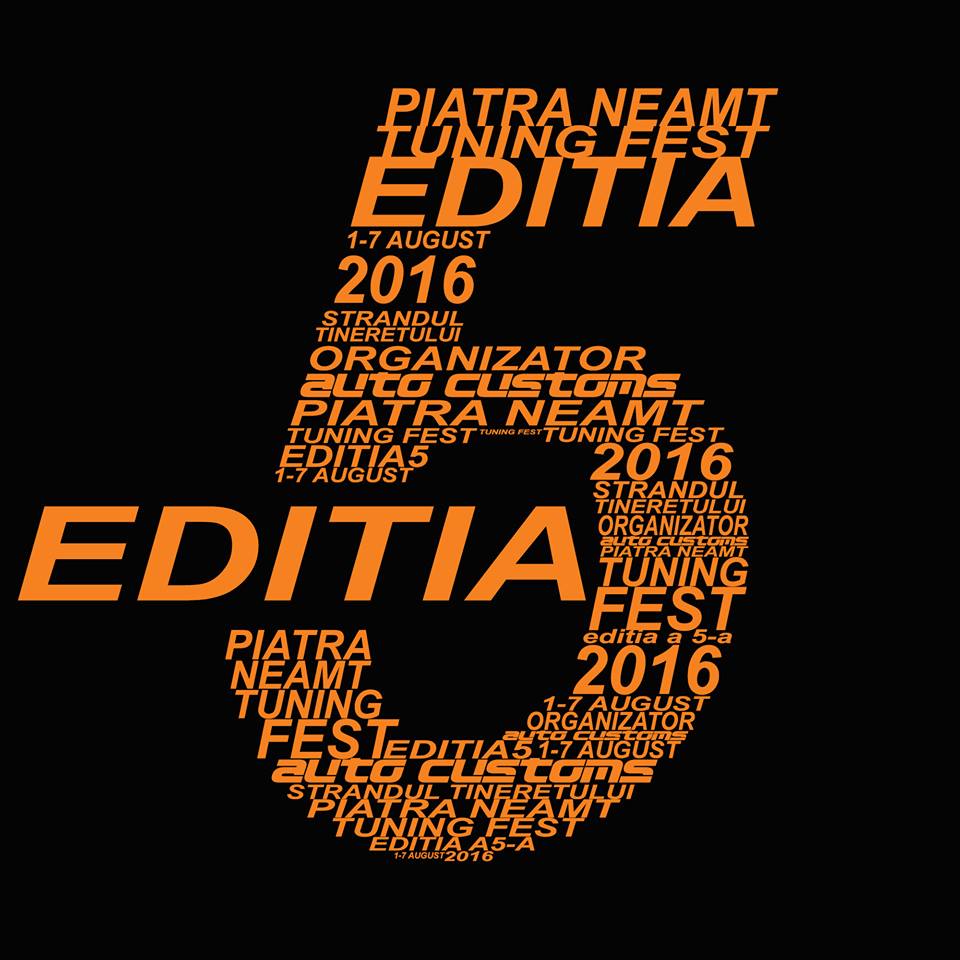 PIATRA NEAMT
TUNING FEST
EDITIA
1-7 AUGUST
2016
STRANDUL
TINERETULUI
ORGANIZATOR
auto customs
PIATRA NEAMT
TUNING FEST TUNING FEST TUNING FEST
EDITIA5
1-7 AUGUST
2016
STRANDUL
TINERETULUI
ORGANIZATOR
auto customs
PIATRA NEAMT
TUNING
FEST
editia a 5-a
2016
1-7 AUGUST
ORGANIZATOR
auto customs
EDITIA
PIATRA
NEAMT
TUNING
FEST EDITIA5 1-7 AUGUST
auto customs
STRANDUL TINERETULUI
PIATRA NEAMT
TUNING FEST
EDITIA A5-A
1-7 AUGUST 2016